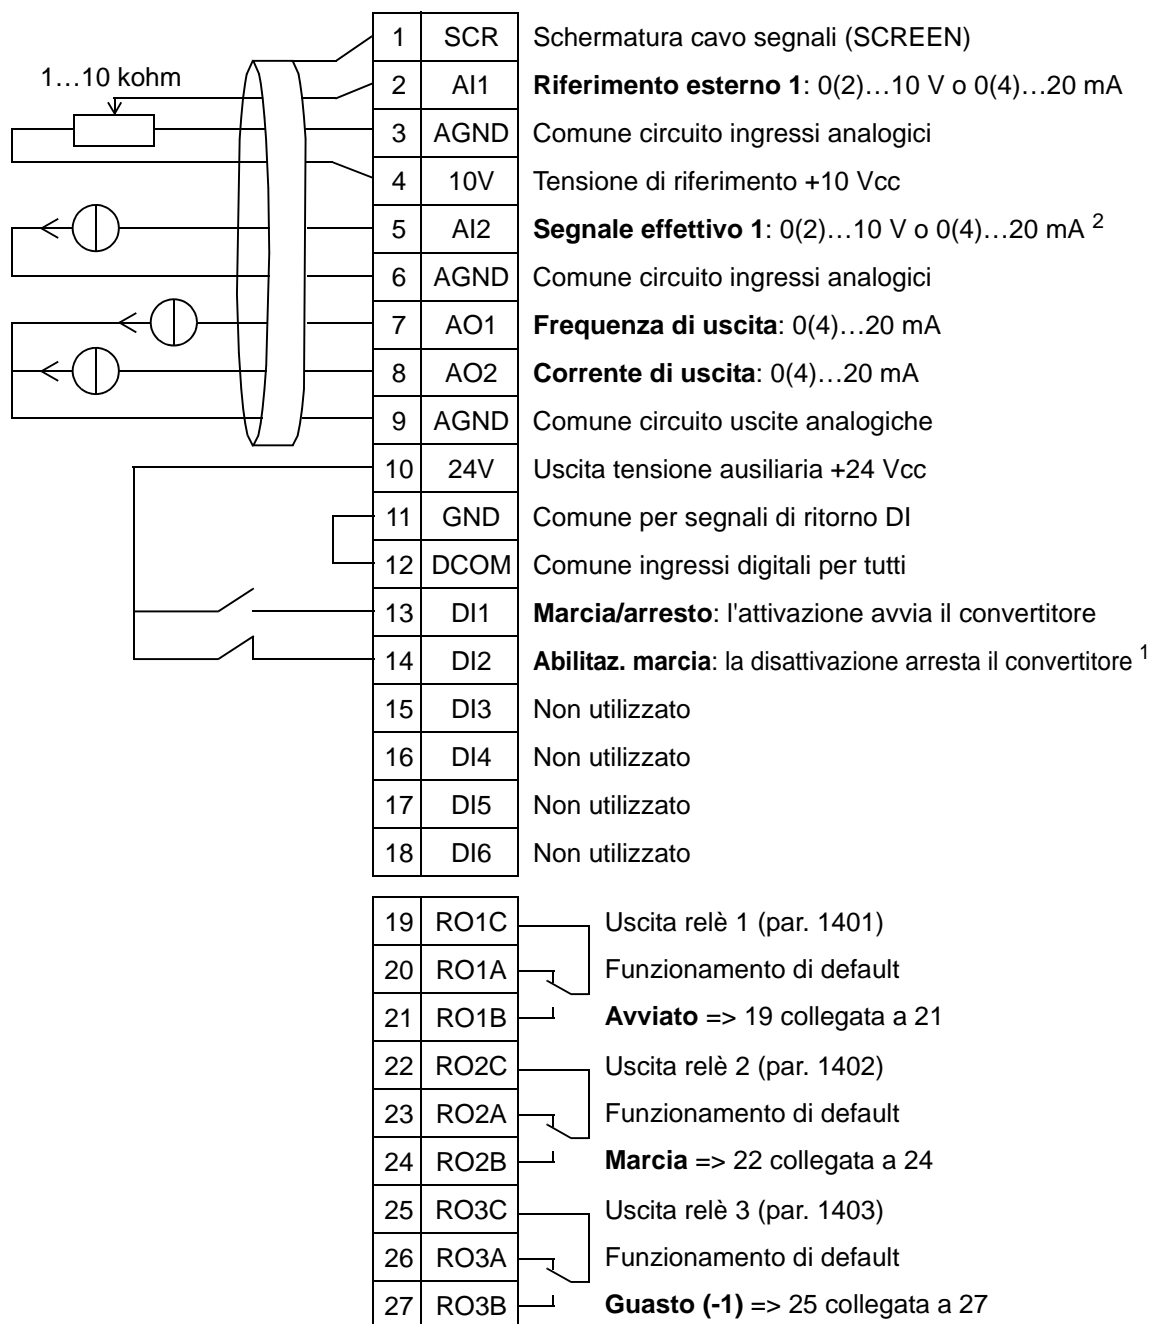 1 SCR Schermatura cavo segnali (SCREEN)
1…10 kohm
2 AI1 Riferimento esterno 1: 0(2)…10 V o 0(4)…20 mA
3 AGND Comune circuito ingressi analogici
4 10V Tensione di riferimento +10 Vcc
5 AI2 Segnale effettivo 1: 0(2)…10 V o 0(4)…20 mA 2
6 AGND Comune circuito ingressi analogici
7 AO1 Frequenza di uscita: 0(4)…20 mA
8 AO2 Corrente di uscita: 0(4)…20 mA
9 AGND Comune circuito uscite analogiche
10 24V Uscita tensione ausiliaria +24 Vcc
11 GND Comune per segnali di ritorno DI
12 DCOM Comune ingressi digitali per tutti
13 DI1 Marcia/arresto: l'attivazione avvia il convertitore
14 DI2 Abilitaz. marcia: la disattivazione arresta il convertitore 1
15 DI3 Non utilizzato
16 DI4 Non utilizzato
17 DI5 Non utilizzato
18 DI6 Non utilizzato
19 RO1C Uscita relè 1 (par. 1401)
20 RO1A Funzionamento di default
21 RO1B Avviato => 19 collegata a 21
22 RO2C Uscita relè 2 (par. 1402)
23 RO2A Funzionamento di default
24 RO2B Marcia => 22 collegata a 24
25 RO3C Uscita relè 3 (par. 1403)
26 RO3A Funzionamento di default
27 RO3B Guasto (-1) => 25 collegata a 27